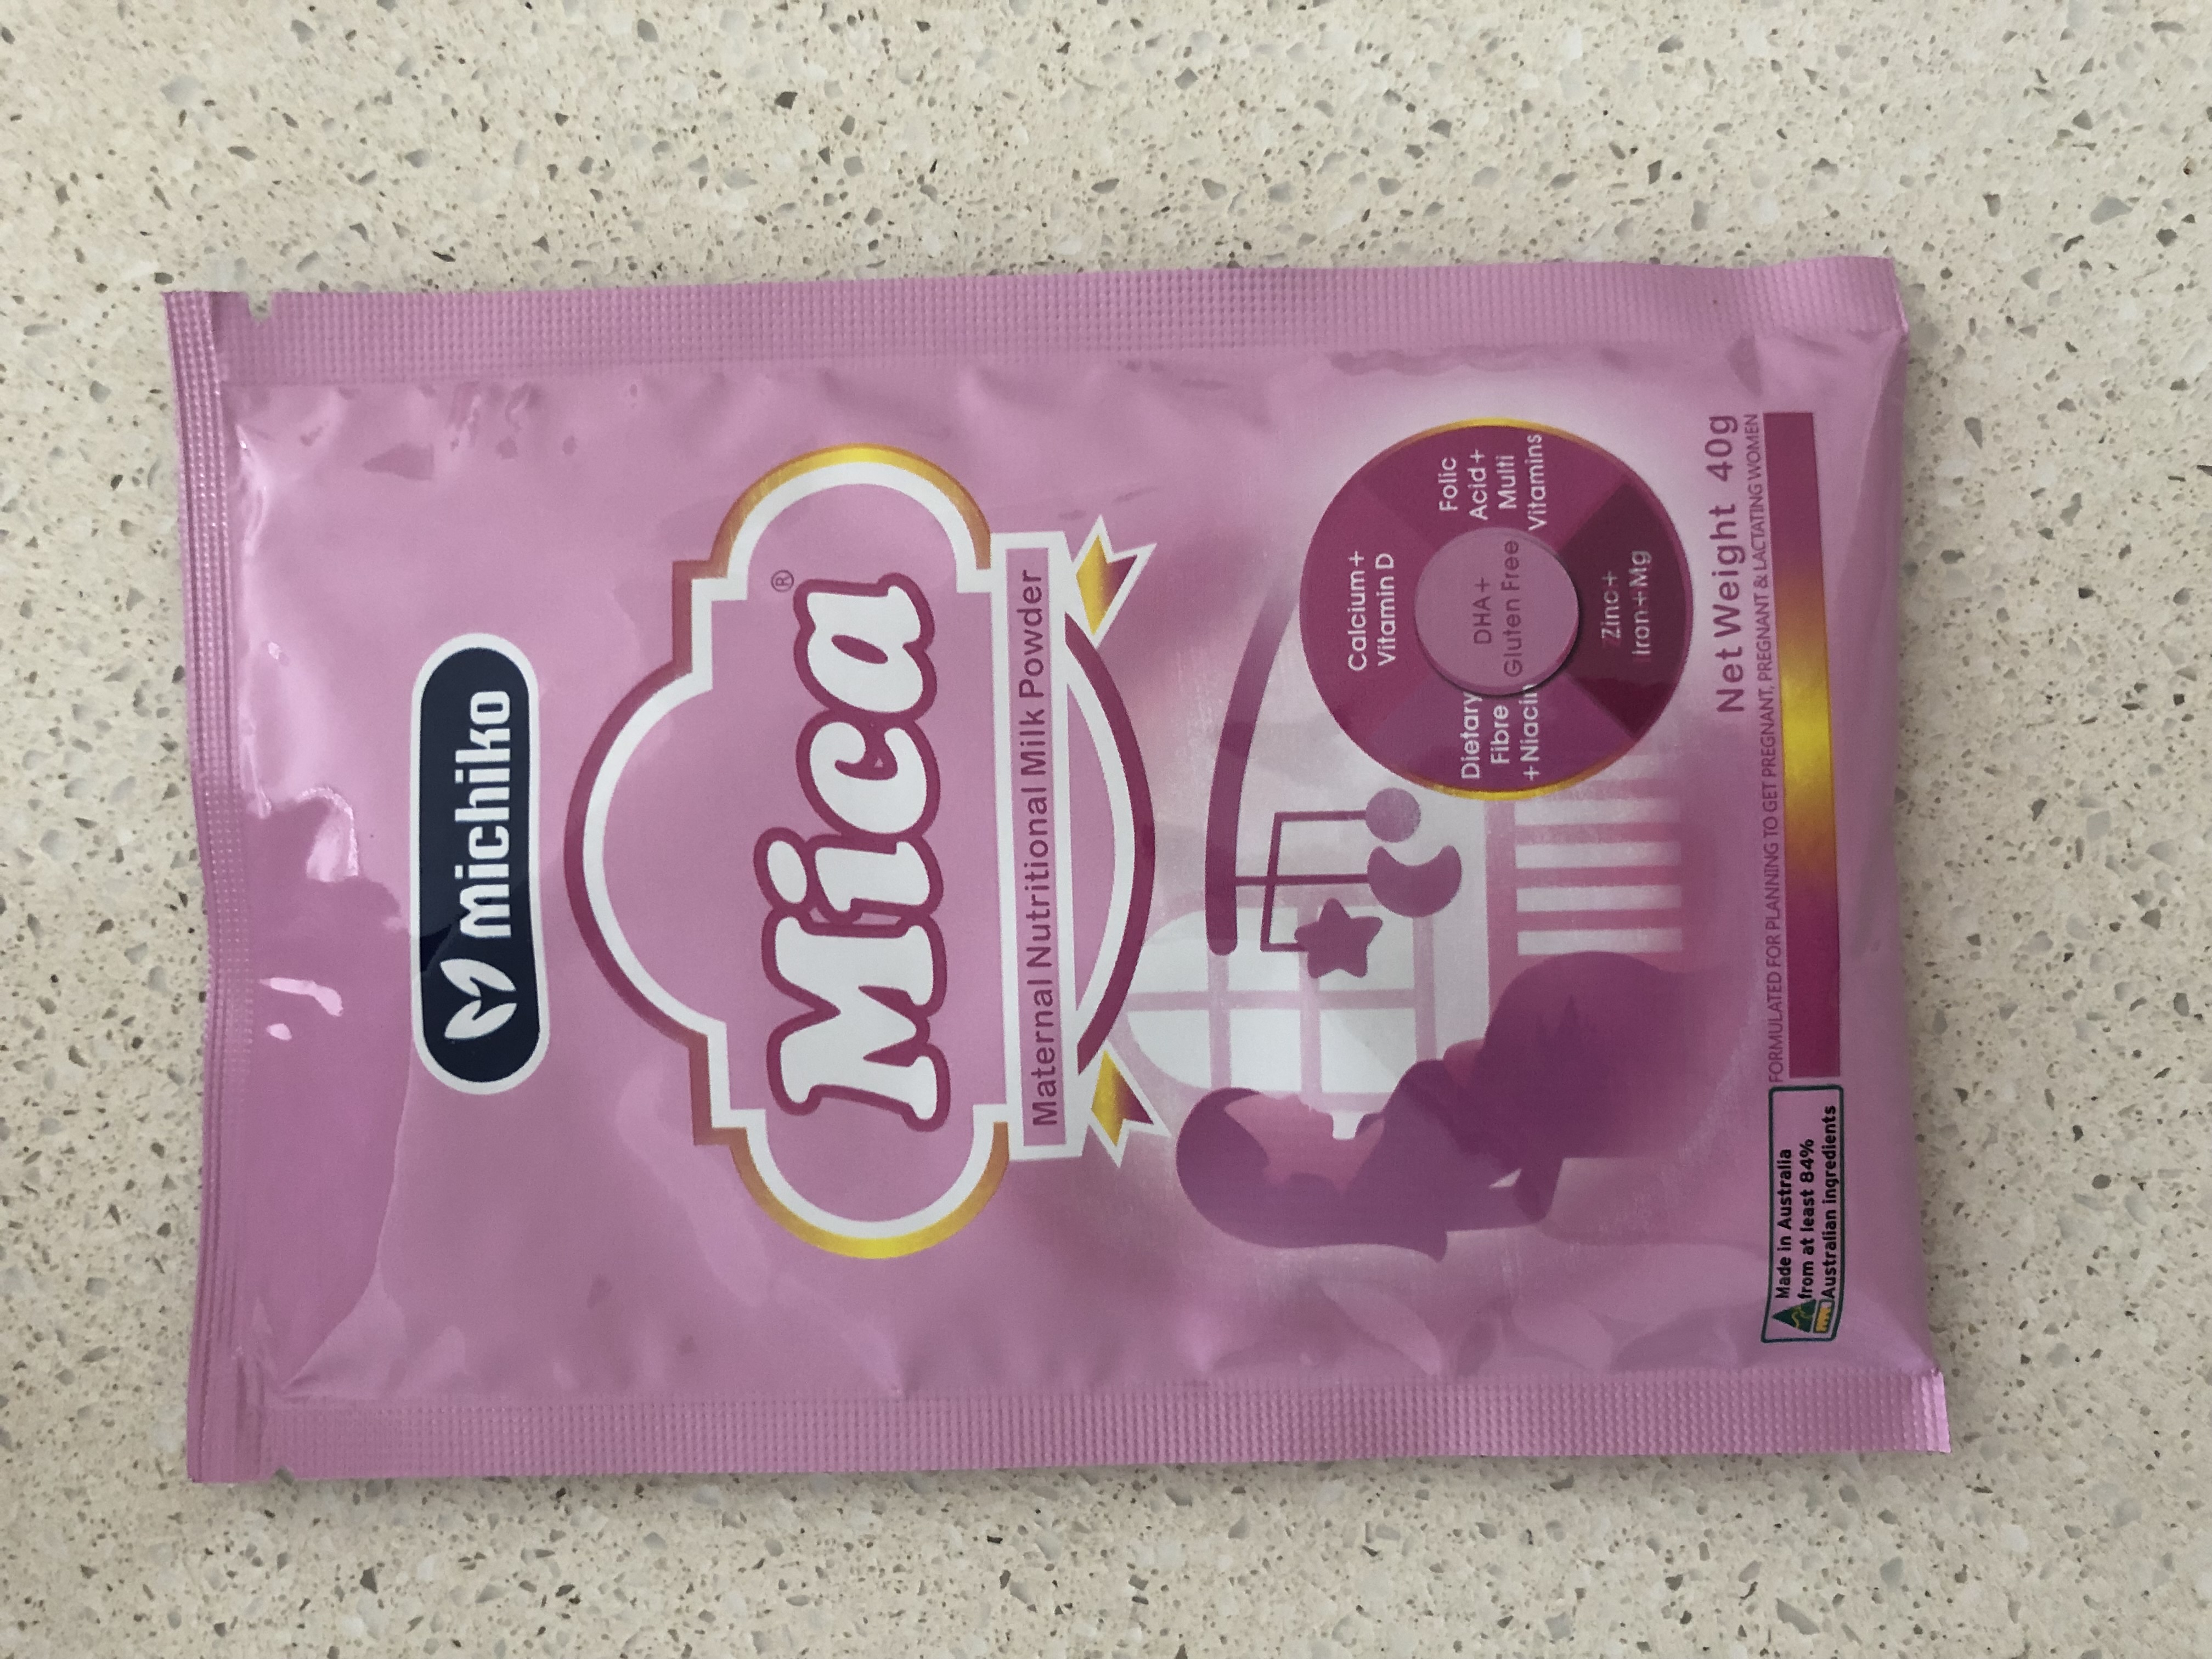 Michiko
Mica®
Maternal Nutritional Milk Powder
Calcium+
Vitamin D
Dietary
Fibre
+Niacin
DHA+
Gluten Free
Folic
Acid+
Multi
Vitamins
Zinc+
Iron+Mg
Net Weight 40g
FORMULATED FOR PLANNING TO GET PREGNANT, PREGNANT & LACTATING WOMEN
Made in Australia
from at least 84%
Australian ingredients